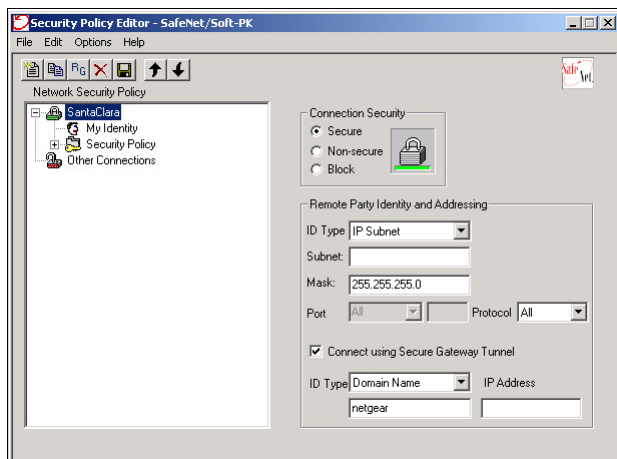 Security Policy Editor - SafeNet/Soft-PK
File Edit Options Help
RG
Safe Net
Network Security Policy
SantaClara
My Identity
Security Policy
Other Connections
Connection Security
Secure
Non-secure
Block
Remote Party Identity and Addressing
ID Type IP Subnet
Subnet:
Mask: 255.255.255.0
Port All Protocol All
Connect using Secure Gateway Tunnel
ID Type Domain Name IP Address
netgear